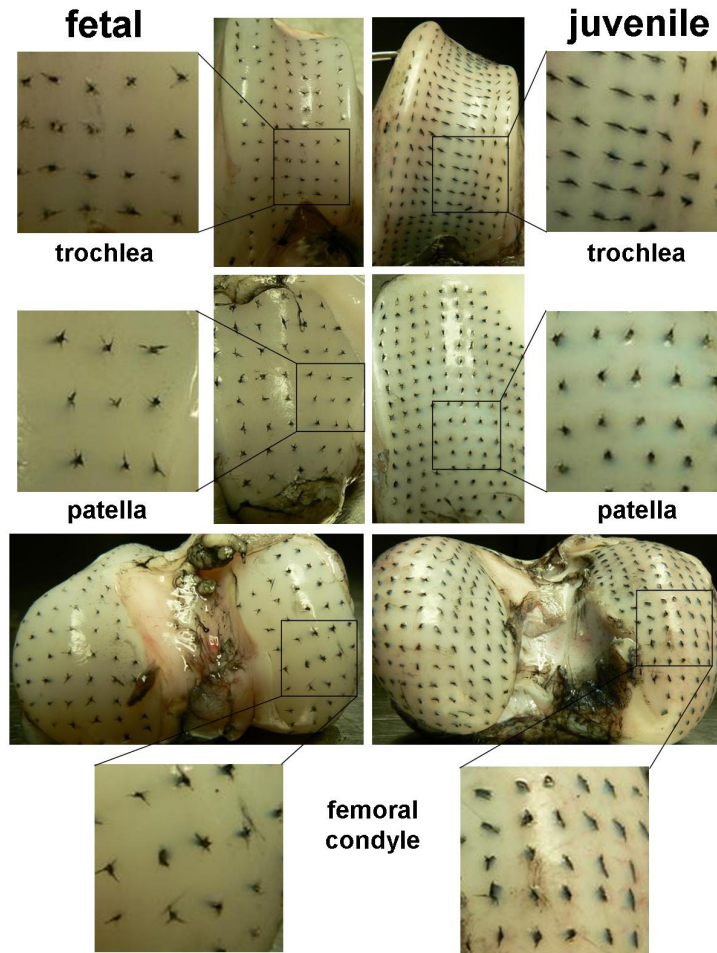 fetal
juvenile
trochlea
trochlea
patella
patella
femoral
condyle